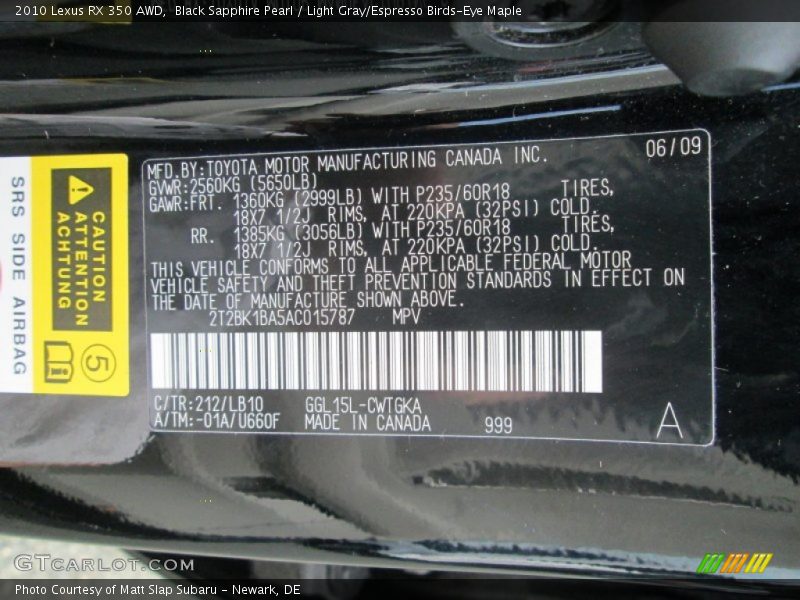 2010 Lexus RX 350 AWD, Black Sapphire Pearl / Light Gray/Espresso Birds-Eye Maple
MFD.BY:TOYOTA MOTOR MANUFACTURING CANADA INC. 06/09
GVWR:2560KG (5650LB)
GAWR:FRT. 1360KG (2999LB) WITH P235/60R18 TIRES,
18X7 1/2J RIMS, AT 220KPA (32PSI) COLD.
RR. 1385KG (3056LB) WITH P235/60R18 TIRES,
18X7 1/2J RIMS, AT 220KPA (32PSI) COLD.
THIS VEHICLE CONFORMS TO ALL APPLICABLE FEDERAL MOTOR
VEHICLE SAFETY AND THEFT PREVENTION STANDARDS IN EFFECT ON
THE DATE OF MANUFACTURE SHOWN ABOVE.
2T2BK1BA5AC015787 MPV
C/TR:212/LB10 GGL15L-CWTGKA
A/TM:-01A/U660F MADE IN CANADA 999 A
CAUTION
ATTENTION
ACHTUNG
5
SRS SIDE AIRBAG
GTCARLOT.COM
Photo Courtesy of Matt Slap Subaru - Newark, DE